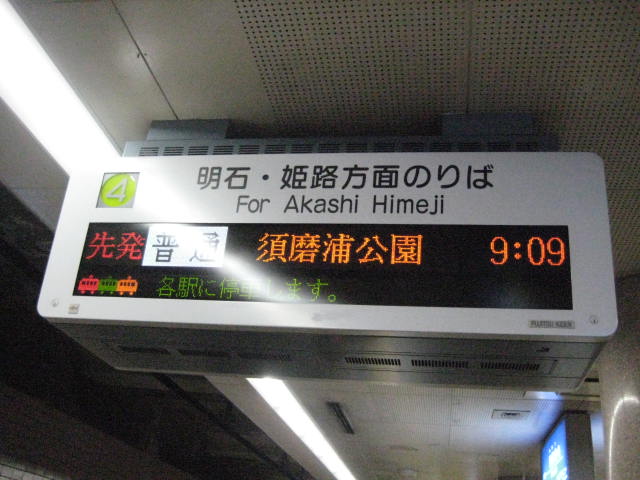 4
明石・姫路方面のりば
For Akashi Himeji
先発 普通 須磨浦公園 9:09
各駅に停車します。